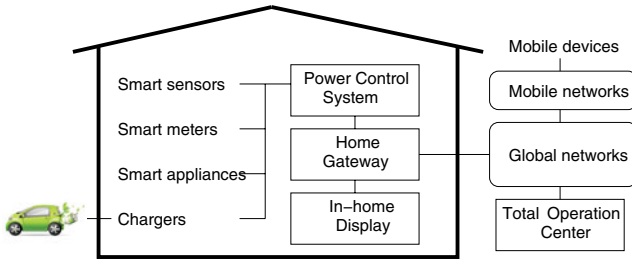 Smart sensors
Smart meters
Smart appliances
Chargers
Power Control
System
Home
Gateway
In-home
Display
Mobile devices
Mobile networks
Global networks
Total Operation
Center